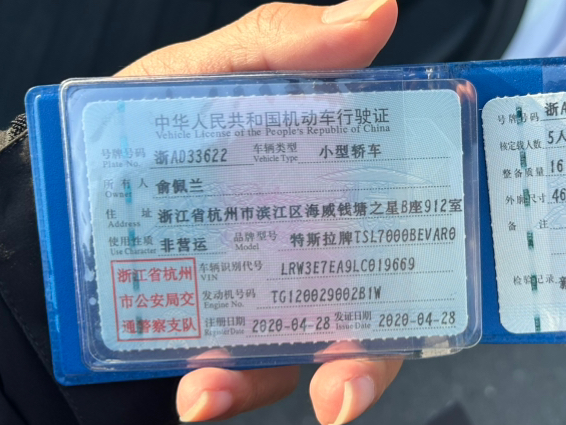 中华人民共和国机动车行驶证
Vehicle License of the People's Republic of China
号牌号码 浙AD33622 车辆类型 小型轿车
Plate No. Vehicle Type
所有人 俞佩兰
Owner
住址 浙江省杭州市滨江区海威钱塘之星B座912室
使用性质 非营运 品牌型号 特斯拉牌TSL7000BEVAR0
Use Character Model
浙江省杭州
市公安局交
通警察支队
车辆识别代号 LRW3E7EA9LC019669
VIN
发动机号码 TG120029002B1W
Engine No.
注册日期 2020-04-28 发证日期 2020-04-28
Register Date Issue Date
号牌号码 浙A
核定载人数 5人
整备质量 16
外廓尺寸 46
备注
检验记录